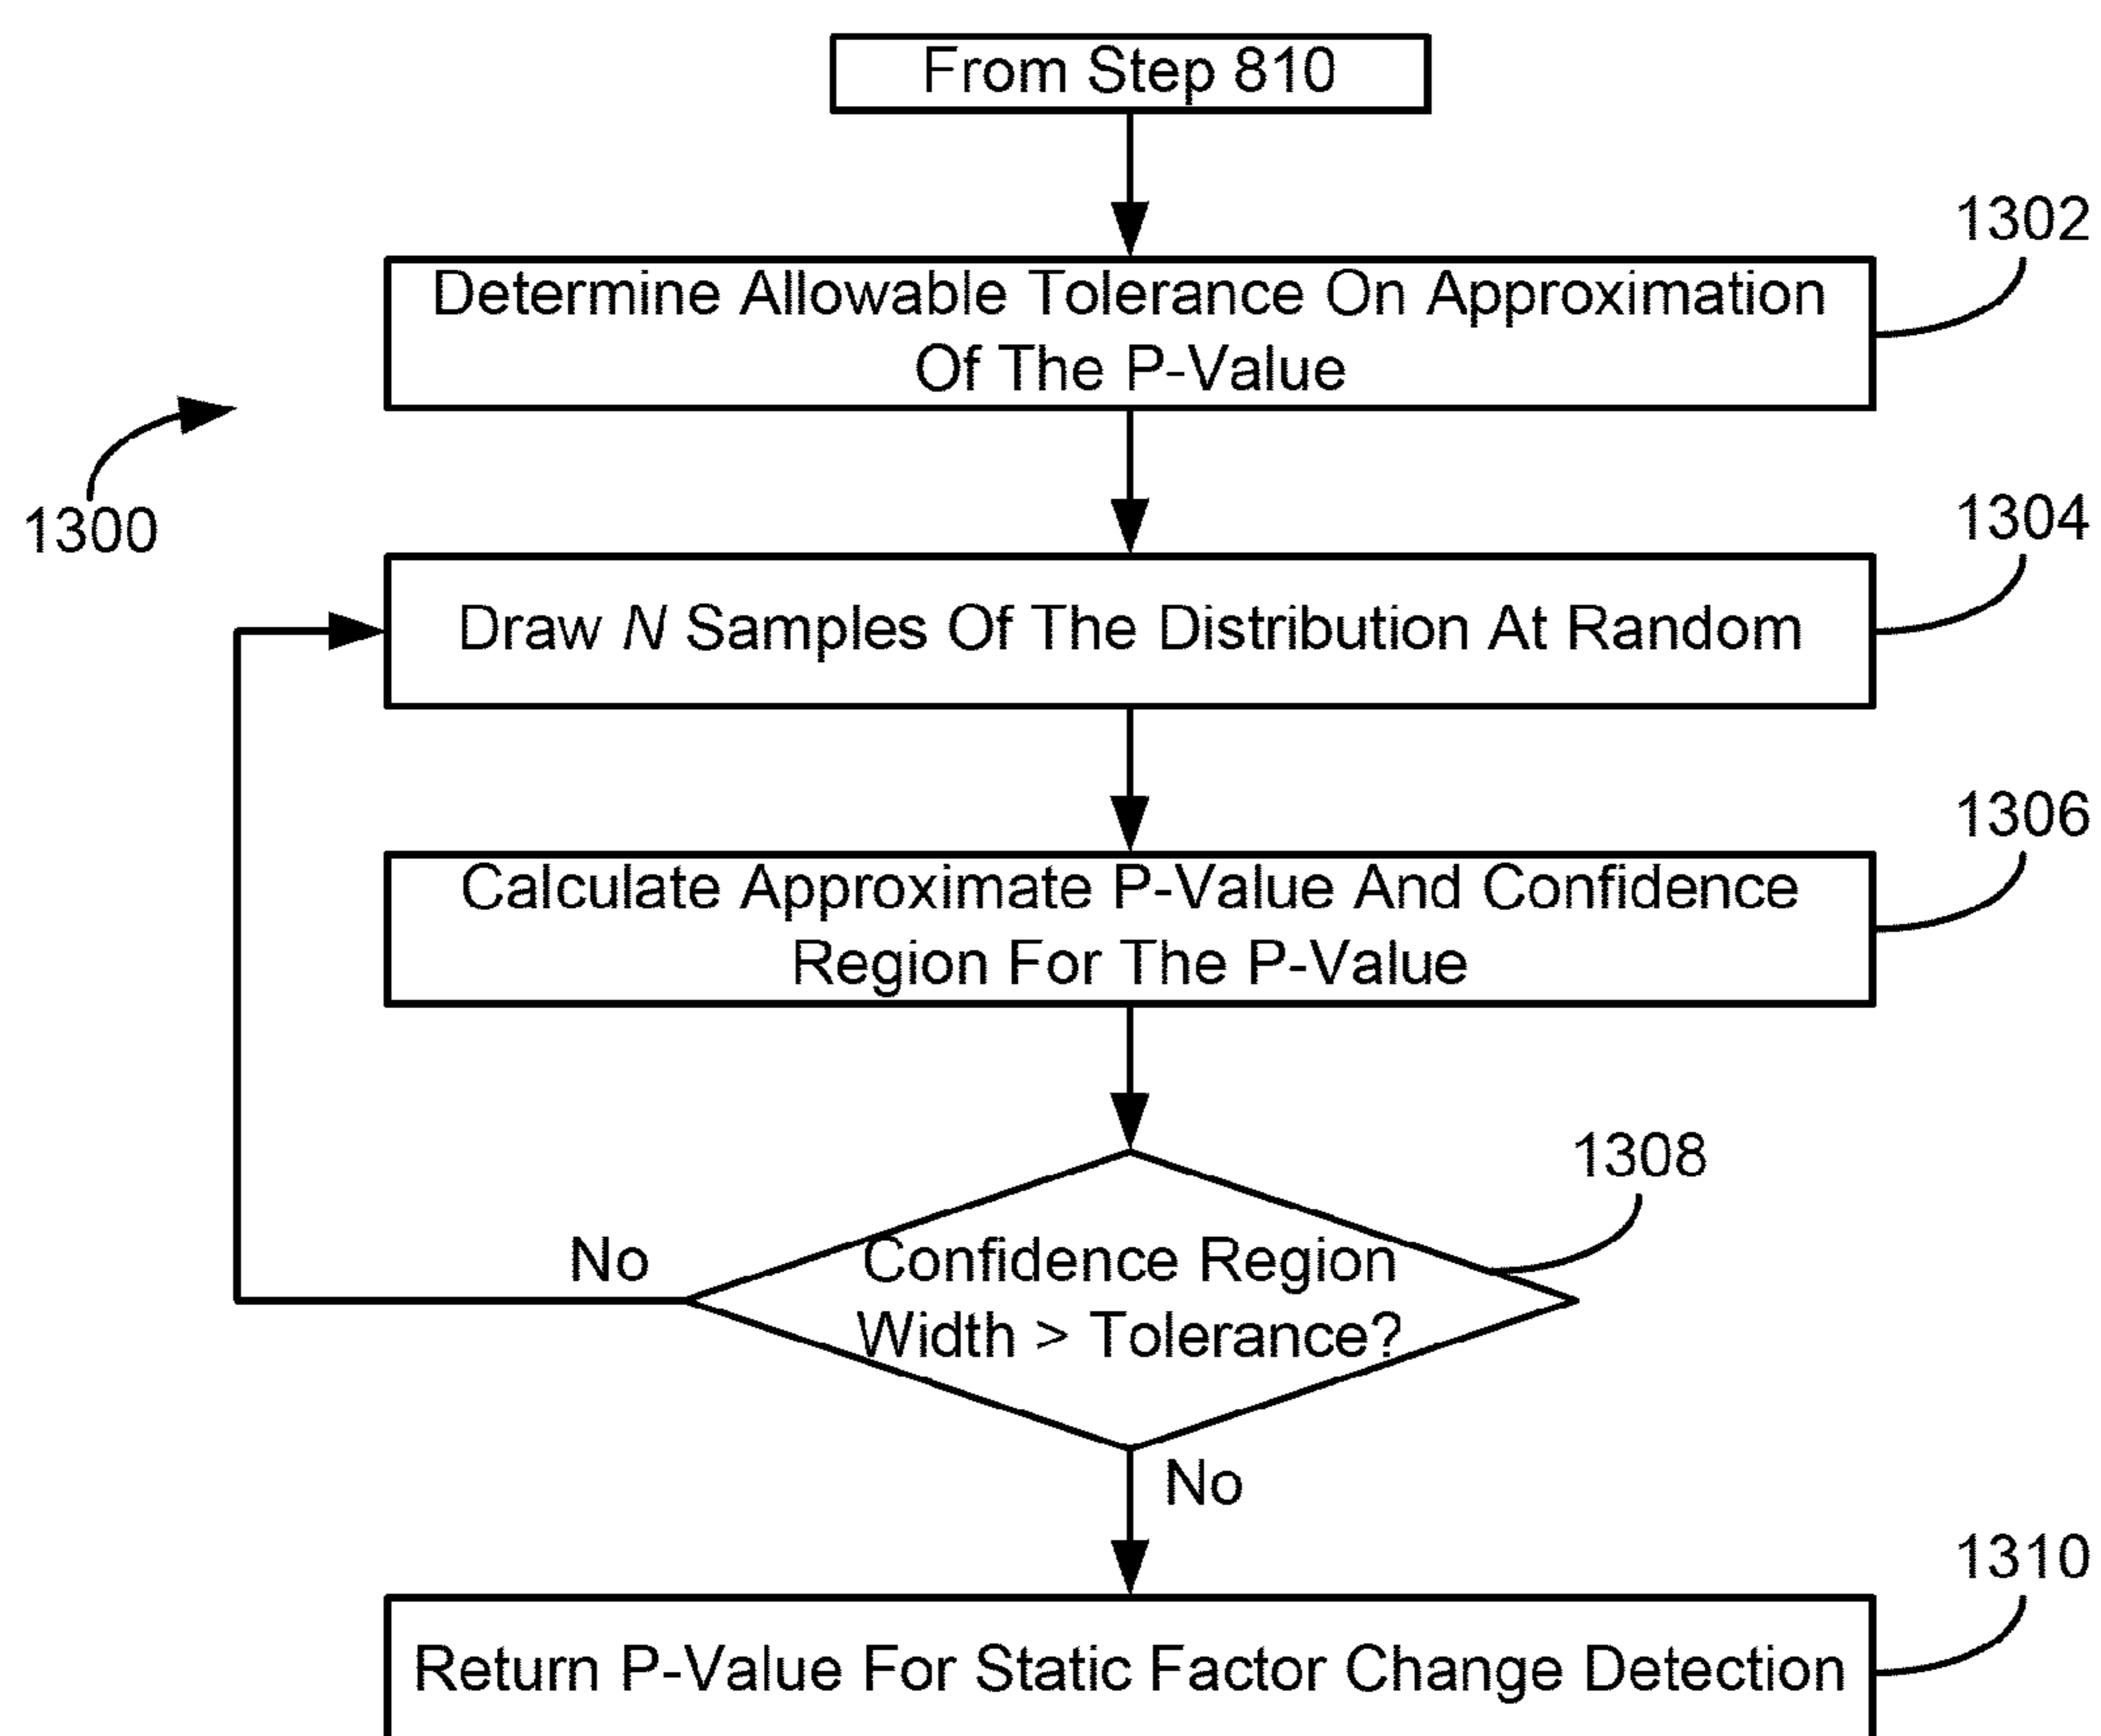 From Step 810
1302
Determine Allowable Tolerance On Approximation
Of The P-Value
1300
1304
Draw N Samples Of The Distribution At Random
1306
Calculate Approximate P-Value And Confidence
Region For The P-Value
1308
No
Confidence Region
Width > Tolerance?
No
1310
Return P-Value For Static Factor Change Detection